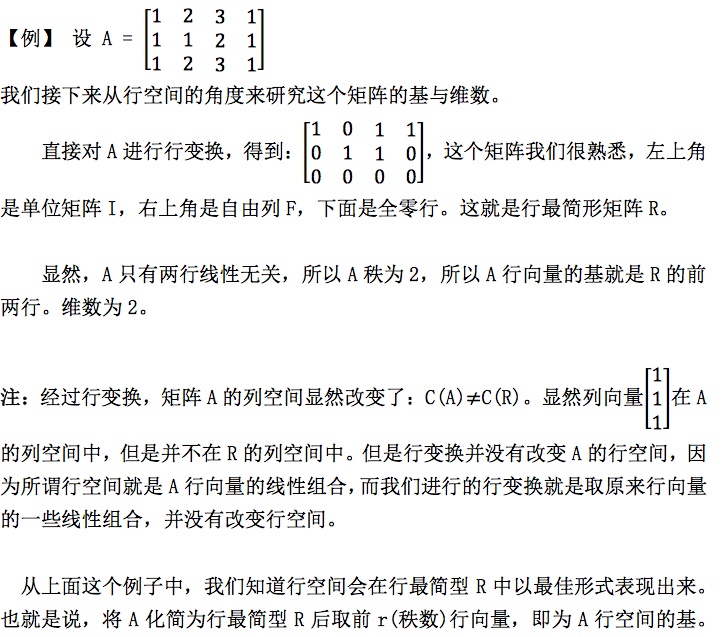 【例】 设 A = [1 2 3 1; 1 1 2 1; 1 2 3 1]
我们接下来从行空间的角度来研究这个矩阵的基与维数。
直接对 A 进行行变换，得到：[1 0 1 1; 0 1 1 0; 0 0 0 0]，这个矩阵我们很熟悉，左上角
是单位矩阵 I，右上角是自由列 F，下面是全零行。这就是行最简形矩阵 R。
显然，A 只有两行线性无关，所以 A 秩为 2，所以 A 行向量的基就是 R 的前
两行。维数为 2。
注：经过行变换，矩阵 A 的列空间显然改变了：C(A)≠C(R)。显然列向量[1; 1; 1]在 A
的列空间中，但是并不在 R 的列空间中。但是行变换并没有改变 A 的行空间，因
为所谓行空间就是 A 行向量的线性组合，而我们进行的行变换就是取原来行向量
的一些线性组合，并没有改变行空间。
从上面这个例子中，我们知道行空间会在行最简型 R 中以最佳形式表现出来。
也就是说，将 A 化简为行最简型 R 后取前 r(秩数)行向量，即为 A 行空间的基。